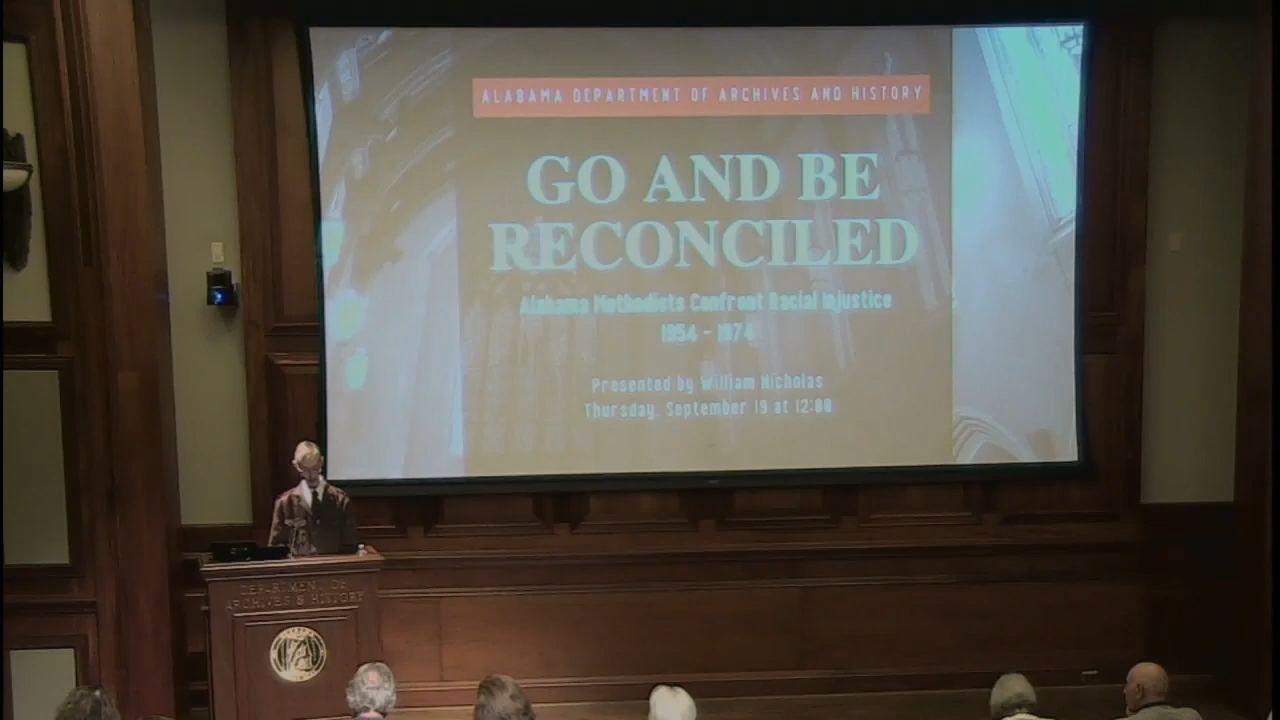 ALABAMA DEPARTMENT OF ARCHIVES AND HISTORY
GO AND BE
RECONCILED
Alabama Methodists Confront Racial Injustice
1954 - 1974
Presented by William Nicholas
Thursday, September 19 at 12:00
DEPARTMENT OF
ARCHIVES & HISTORY